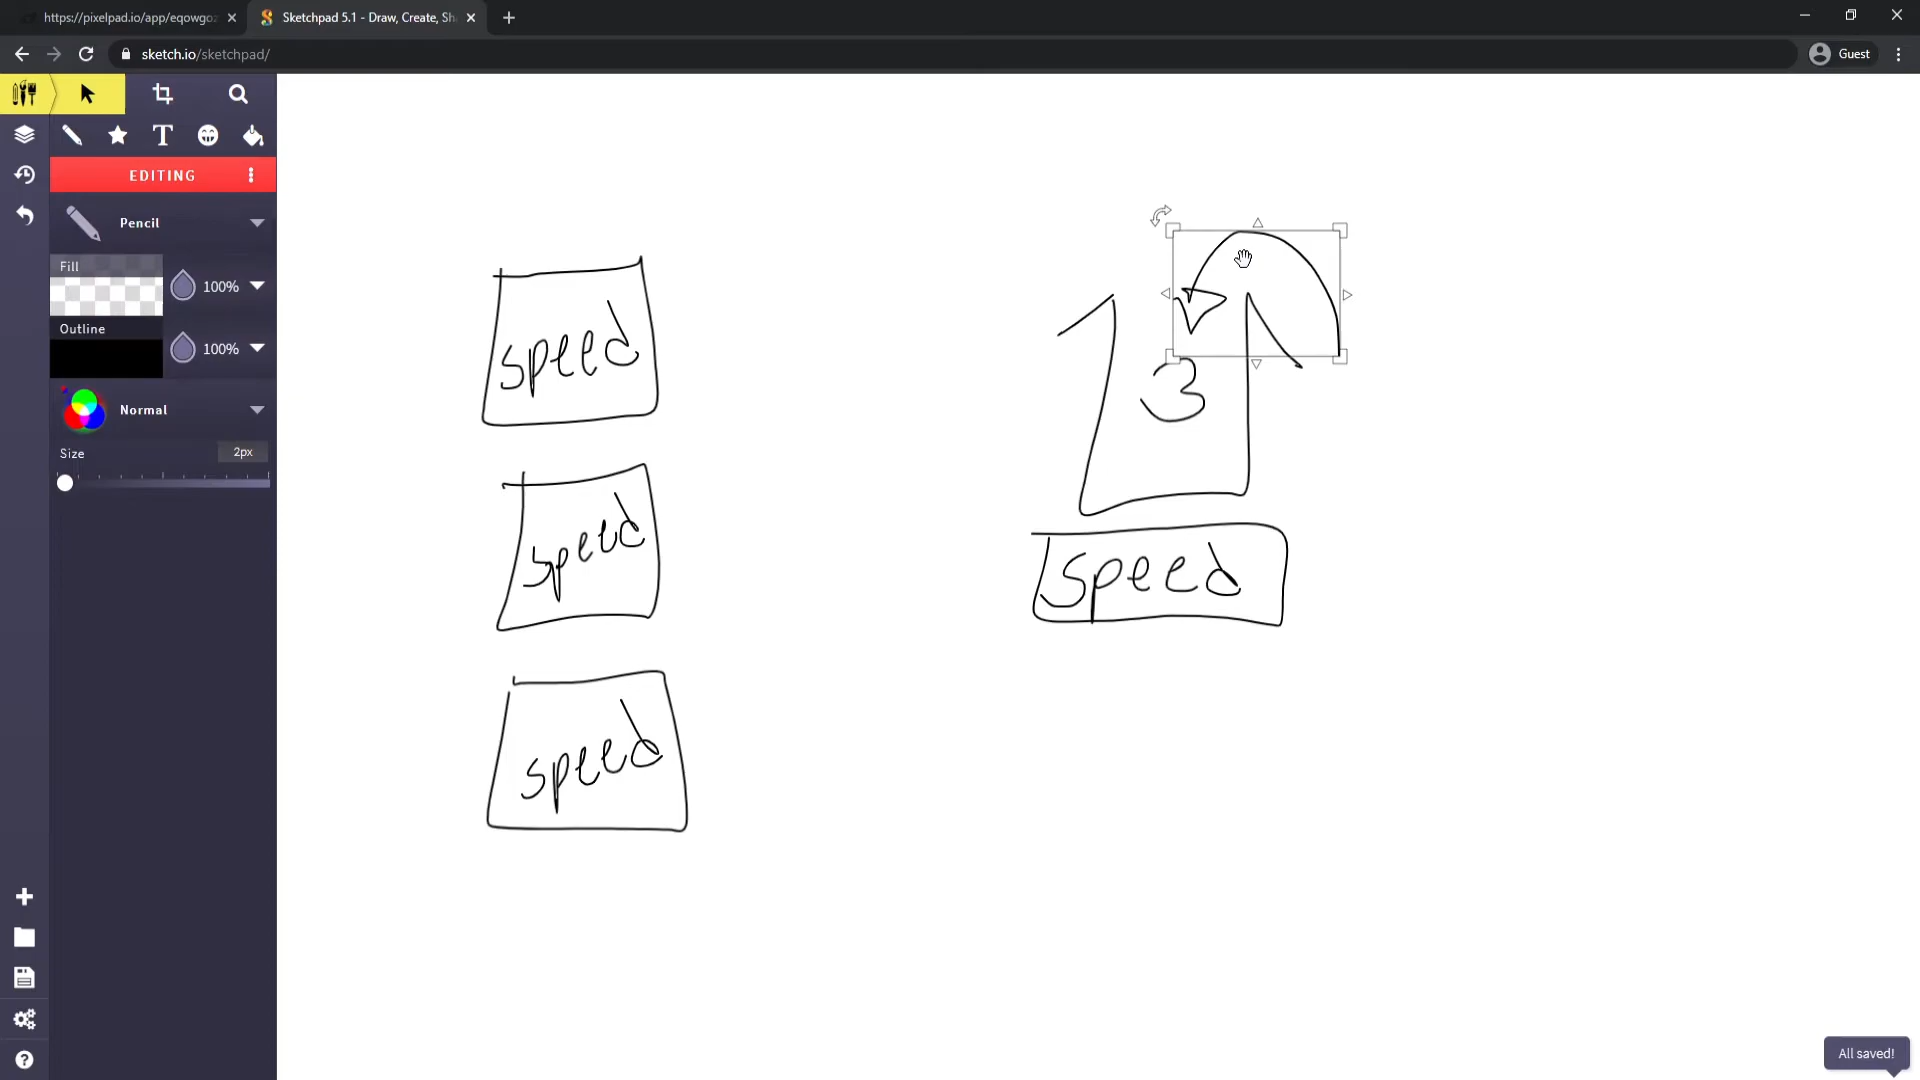 https://pixelpad.io/app/eqowgoz
Sketchpad 5.1 - Draw, Create, Sh
sketch.io/sketchpad/
Guest
T
EDITING
Pencil
Fill
100%
Outline
100%
Normal
Size
2px
speed
speed
speed
3
speed
All saved!